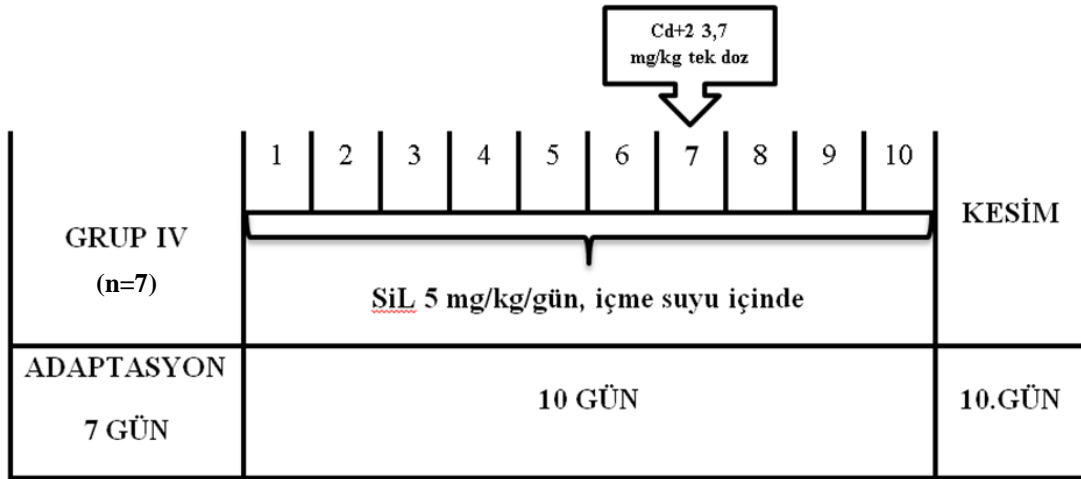 Cd+2 3,7
mg/kg tek doz
1 2 3 4 5 6 7 8 9 10
GRUP IV
(n=7)
KESİM
SiL 5 mg/kg/gün, içme suyu içinde
ADAPTASYON
7 GÜN
10 GÜN
10.GÜN